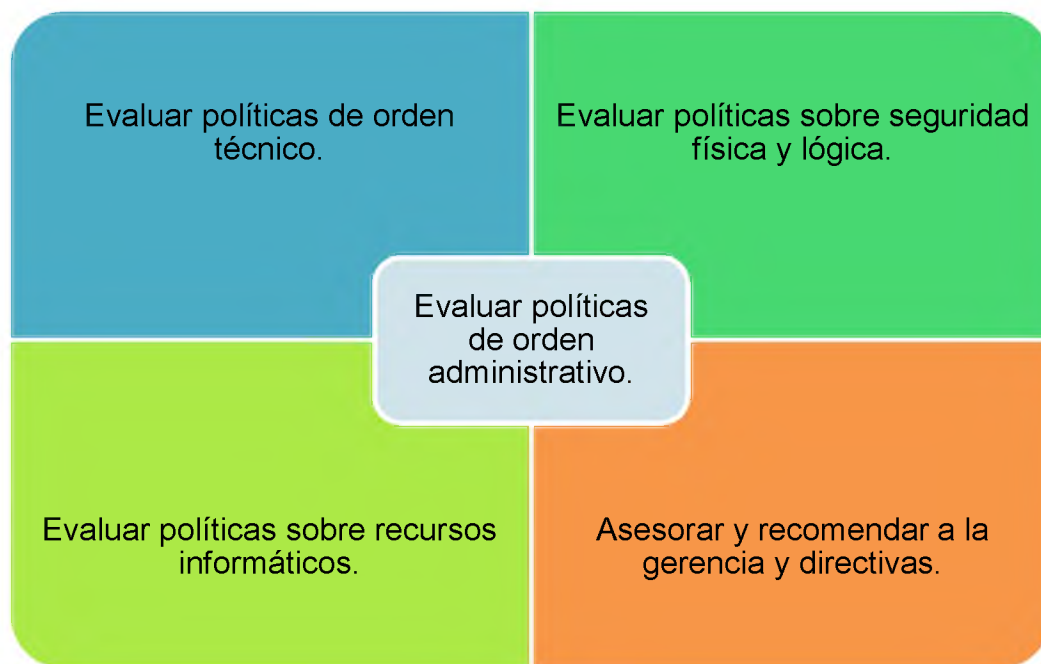 Evaluar políticas de orden
técnico.
Evaluar políticas sobre seguridad
física y lógica.
Evaluar políticas
de orden
administrativo.
Evaluar políticas sobre recursos
informáticos.
Asesorar y recomendar a la
gerencia y directivas.